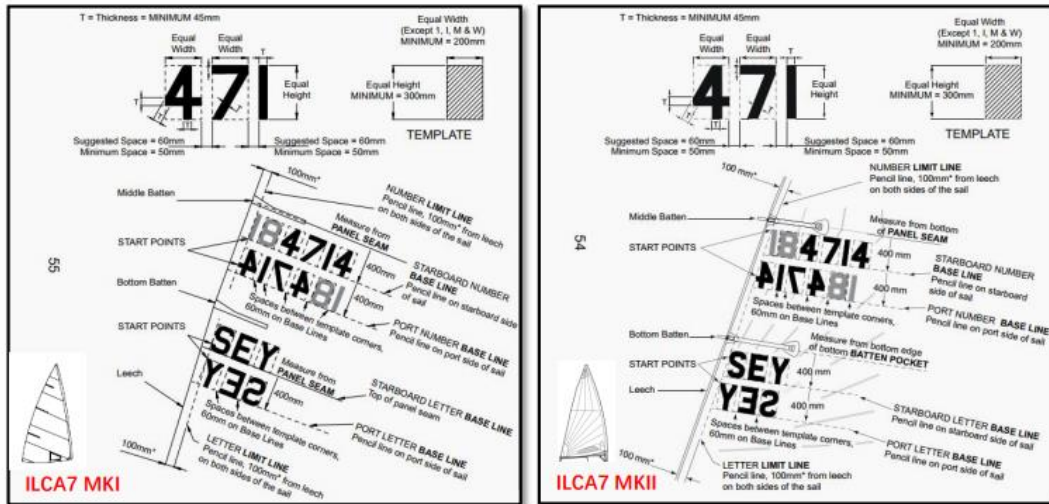 T = Thickness = MINIMUM 45mm
Equal Width
(Except 1, I, M & W)
MINIMUM = 200mm
Equal
Width
Equal
Width
T
471
Equal
Height
T
T
T
[T]
Equal Height
MINIMUM = 300mm
TEMPLATE
Suggested Space = 60mm
Minimum Space = 50mm
Suggested Space = 60mm
Minimum Space = 50mm
100mm*
NUMBER LIMIT LINE
Pencil line, 100mm* from leech
on both sides of the sail
Middle Batten
Measure from
PANEL SEAM
START POINTS
184714
400mm
STARBOARD NUMBER
BASE LINE
Pencil line on starboard side
of sail
55
417481
400mm
Bottom Batten
Spaces between template corners,
60mm on Base Lines
PORT NUMBER BASE LINE
Pencil line on port side of sail
START POINTS
SEY
Measure from
PANEL SEAM
STARBOARD LETTER BASE LINE
Top of panel seam
YES
400mm
Leech
Spaces between template corners,
60mm on Base Lines
PORT LETTER BASE LINE
Pencil line on port side of sail
LETTER LIMIT LINE
Pencil line, 100mm* from leech
on both sides of the sail
100mm*
ILCA7 MKI
T = Thickness = MINIMUM 45mm
Equal Width
(Except 1, I, M & W)
MINIMUM = 200mm
Equal
Width
Equal
Width
T
471
Equal
Height
T
T
T
[T]
Equal Height
MINIMUM = 300mm
TEMPLATE
Suggested Space = 60mm
Minimum Space = 50mm
Suggested Space = 60mm
Minimum Space = 50mm
100 mm*
NUMBER LIMIT LINE
Pencil line, 100mm* from leech
on both sides of the sail
Middle Batten
Measure from bottom
of PANEL SEAM
START POINTS
184714
400 mm
STARBOARD NUMBER
BASE LINE
Pencil line on starboard
side of sail
54
417481
400 mm
Spaces between template corners,
60mm on Base Lines
PORT NUMBER BASE LINE
Pencil line on port side of sail
Bottom Batten
Measure from bottom edge
of bottom BATTEN POCKET
START POINTS
SEY
400 mm
Leech
YES
400 mm
STARBOARD LETTER BASE LINE
Pencil line on starboard side of sail
Spaces between template corners,
60mm on Base Lines
PORT LETTER BASE LINE
Pencil line on port side of sail
100 mm*
LETTER LIMIT LINE
Pencil line, 100mm* from leech
on both sides of the sail
ILCA7 MKII